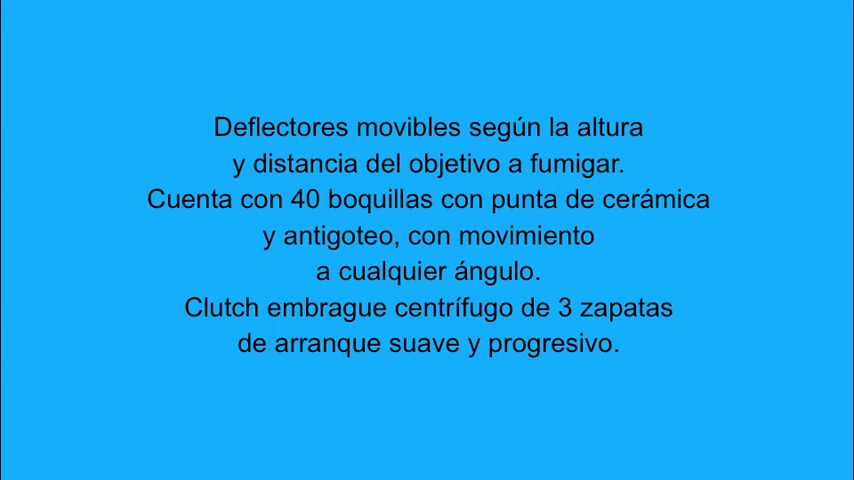 Deflectores movibles según la altura
y distancia del objetivo a fumigar.
Cuenta con 40 boquillas con punta de cerámica
y antigoteo, con movimiento
a cualquier ángulo.
Clutch embrague centrífugo de 3 zapatas
de arranque suave y progresivo.